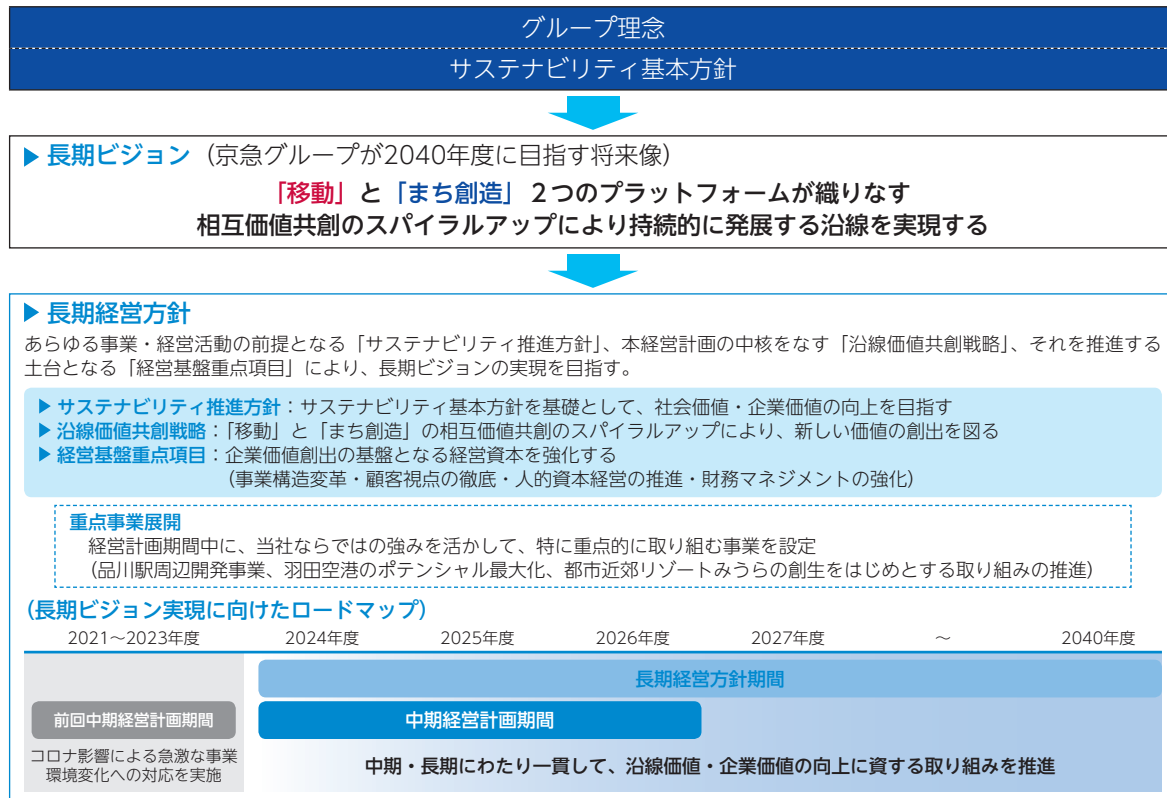 グループ理念
サステナビリティ基本方針
▶ 長期ビジョン（京急グループが2040年度に目指す将来像）
「移動」と「まち創造」２つのプラットフォームが織りなす
相互価値共創のスパイラルアップにより持続的に発展する沿線を実現する
▶ 長期経営方針
あらゆる事業・経営活動の前提となる「サステナビリティ推進方針」、本経営計画の中核をなす「沿線価値共創戦略」、それを推進する
土台となる「経営基盤重点項目」により、長期ビジョンの実現を目指す。
▶ サステナビリティ推進方針：サステナビリティ基本方針を基礎として、社会価値・企業価値の向上を目指す
▶ 沿線価値共創戦略：「移動」と「まち創造」の相互価値共創のスパイラルアップにより、新しい価値の創出を図る
▶ 経営基盤重点項目：企業価値創出の基盤となる経営資本を強化する
（事業構造変革・顧客視点の徹底・人的資本経営の推進・財務マネジメントの強化）
重点事業展開
経営計画期間中に、当社ならではの強みを活かして、特に重点的に取り組む事業を設定
（品川駅周辺開発事業、羽田空港のポテンシャル最大化、都市近郊リゾートみうらの創生をはじめとする取り組みの推進）
（長期ビジョン実現に向けたロードマップ）
2021～2023年度 2024年度 2025年度 2026年度 2027年度 ～ 2040年度
長期経営方針期間
前回中期経営計画期間 中期経営計画期間
コロナ影響による急激な事業
環境変化への対応を実施
中期・長期にわたり一貫して、沿線価値・企業価値の向上に資する取り組みを推進